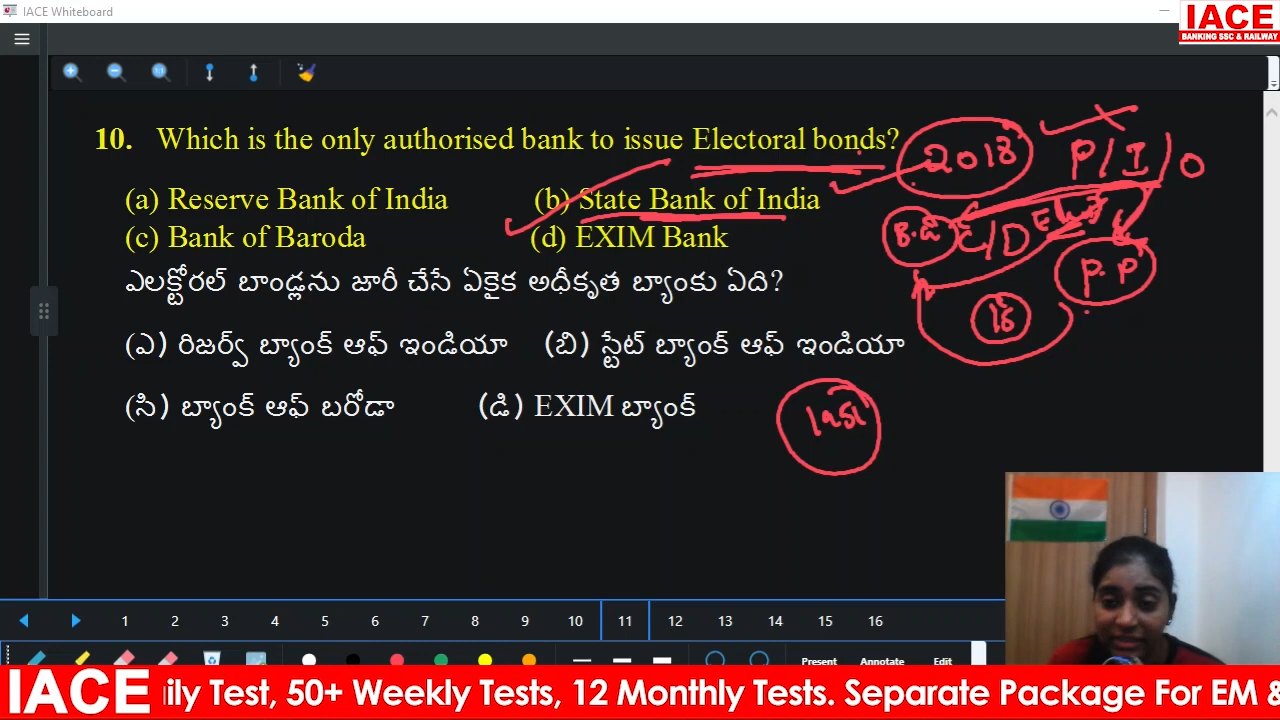 IACE Whiteboard
IACE
BANKING SSC & RAILWAY
10. Which is the only authorised bank to issue Electoral bonds?
(a) Reserve Bank of India (b) State Bank of India
(c) Bank of Baroda (d) EXIM Bank
ఎలక్టోరల్ బాండ్లను జారీ చేసే ఏకైక అధీకృత బ్యాంకు ఏది?
(ఎ) రిజర్వ్ బ్యాంక్ ఆఫ్ ఇండియా (బి) స్టేట్ బ్యాంక్ ఆఫ్ ఇండియా
(సి) బ్యాంక్ ఆఫ్ బరోడా (డి) EXIM బ్యాంక్
2018 P/I/O
C/D
P.P
1951
1 2 3 4 5 6 7 8 9 10 11 12 13 14 15 16
Present Annotate Edit
IACE ily Test, 50+ Weekly Tests, 12 Monthly Tests. Separate Package For EM &